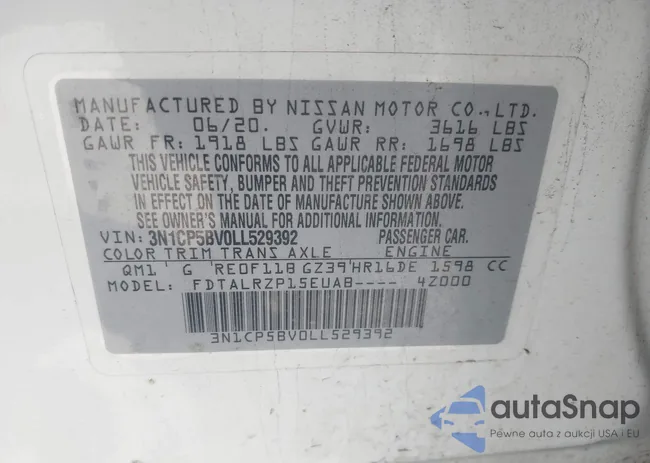 MANUFACTURED BY NISSAN MOTOR CO.,LTD.
DATE: 06/20. GVWR: 3616 LBS
GAWR FR: 1918 LBS GAWR RR: 1698 LBS
THIS VEHICLE CONFORMS TO ALL APPLICABLE FEDERAL MOTOR
VEHICLE SAFETY, BUMPER AND THEFT PREVENTION STANDARDS
IN EFFECT ON THE DATE OF MANUFACTURE SHOWN ABOVE.
SEE OWNER'S MANUAL FOR ADDITIONAL INFORMATION.
VIN: 3N1CP5BV0LL529392 PASSENGER CAR.
COLOR TRIM TRANS AXLE ENGINE
QM1 G RE0F11B GZ39 HR16DE 1598 CC
MODEL: FDTALRZP15EUAB---- 4Z000
3N1CP5BV0LL529392
autoSnap
Pewne auta z aukcji USA i EU